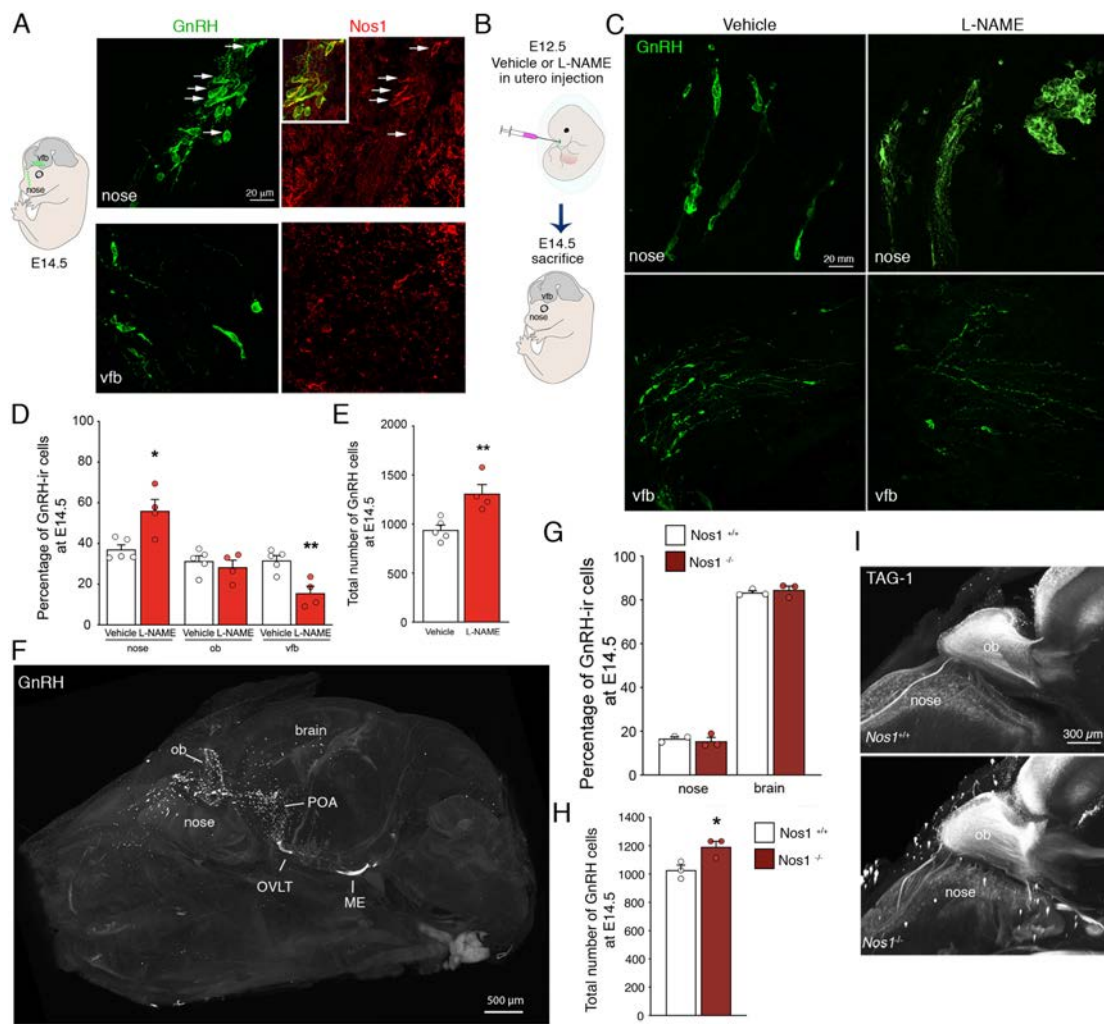 A
GnRH
Nos1
nose
20 µm
vfb
nose
E14.5
vfb
B
E12.5
Vehicle or L-NAME
in utero injection
E14.5
sacrifice
vfb
nose
C
Vehicle
L-NAME
GnRH
nose
20 mm
nose
vfb
vfb
D
Percentage of GnRH-ir cells
at E14.5
100
80
60
40
20
0
*
**
Vehicle L-NAME
Vehicle L-NAME
Vehicle L-NAME
nose
ob
vfb
E
Total number of GnRH cells
at E14.5
2000
1500
1000
500
0
**
Vehicle
L-NAME
F
GnRH
brain
ob
nose
POA
OVLT
ME
500 µm
G
Nos1 +/+
Nos1 -/-
Percentage of GnRH-ir cells
at E14.5
100
80
60
40
20
0
nose
brain
H
Total number of GnRH cells
at E14.5
1400
1200
1000
800
600
400
200
0
*
Nos1 +/+
Nos1 -/-
I
TAG-1
ob
nose
Nos1+/+
300 µm
ob
nose
Nos1-/-